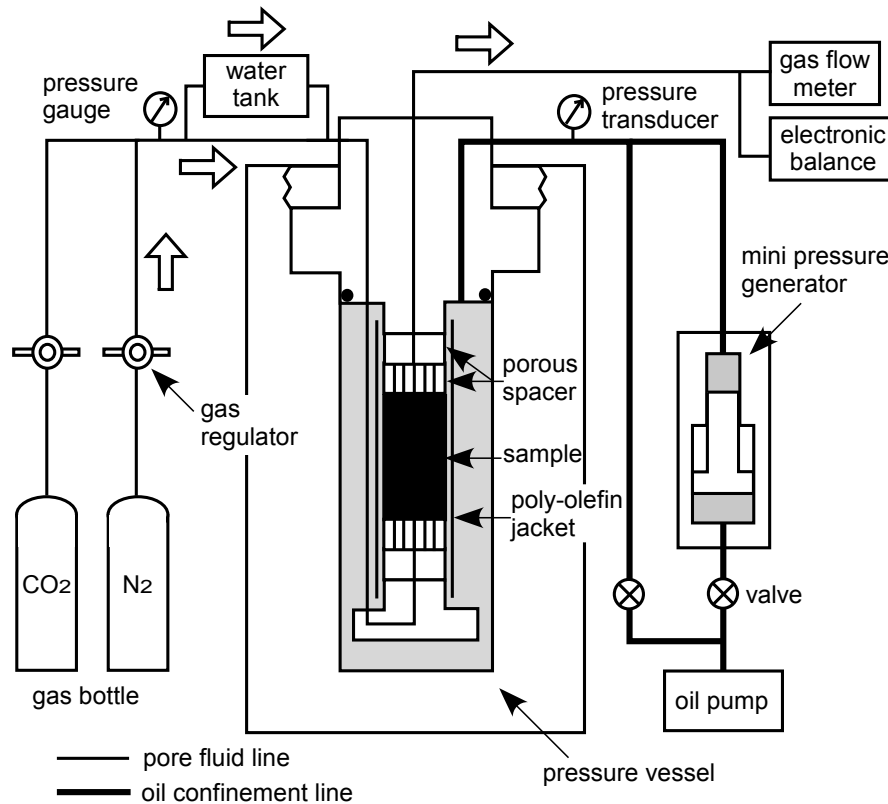 pressure
gauge
water
tank
gas flow
meter
pressure
transducer
electronic
balance
mini pressure
generator
gas
regulator
porous
spacer
sample
poly-olefin
jacket
CO2
N2
gas bottle
valve
oil pump
pressure vessel
pore fluid line
oil confinement line